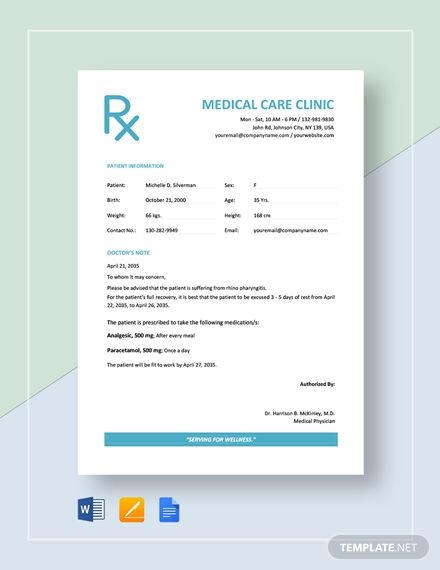 Rx
MEDICAL CARE CLINIC
Mon - Sat, 10 AM - 6 PM / 132-981-9830
John Rd, Johnson City, NY 139, USA
youremail@companyname.com / yourwebsite.com
PATIENT INFORMATION
Patient: Michelle D. Silverman Sex: F
Birth: October 21, 2000 Age: 35 Yrs.
Weight: 66 kgs. Height: 168 cm
Contact No.: 130-282-9949 Email: youremail@companyname.com
DOCTOR'S NOTE
April 21, 2035
To whom it may concern,
Please be advised that the patient is suffering from rhino pharyngitis.
For the patient's full recovery, it is best that the patient to be excused 3 - 5 days of rest from April
22, 2035, to April 26, 2035.
The patient is prescribed to take the following medication/s:
Analgesic, 500 mg; After every meal
Paracetamol, 500 mg; Once a day
The patient will be fit to work by April 27, 2035.
Authorized By:
Dr. Harrison B. McKinley, M.D.
Medical Physician
"SERVING FOR WELLNESS."
W
TEMPLATE.NET